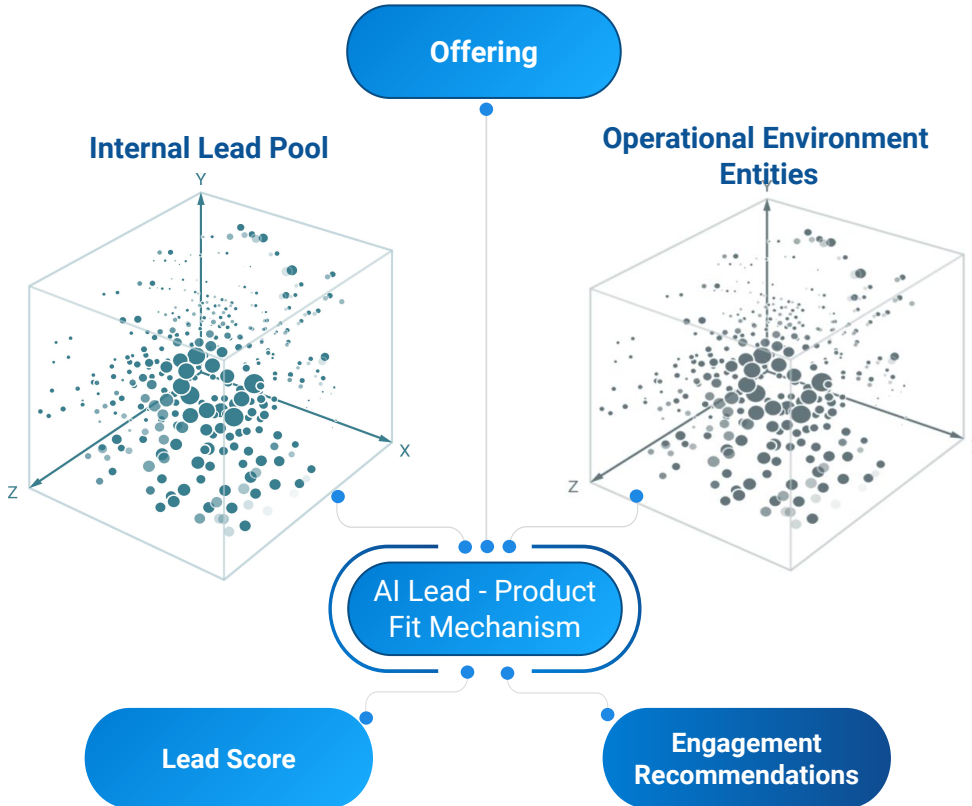 Offering
Internal Lead Pool
Operational Environment
Entities
Y
Y
X
Z
Z
AI Lead - Product
Fit Mechanism
Lead Score
Engagement
Recommendations